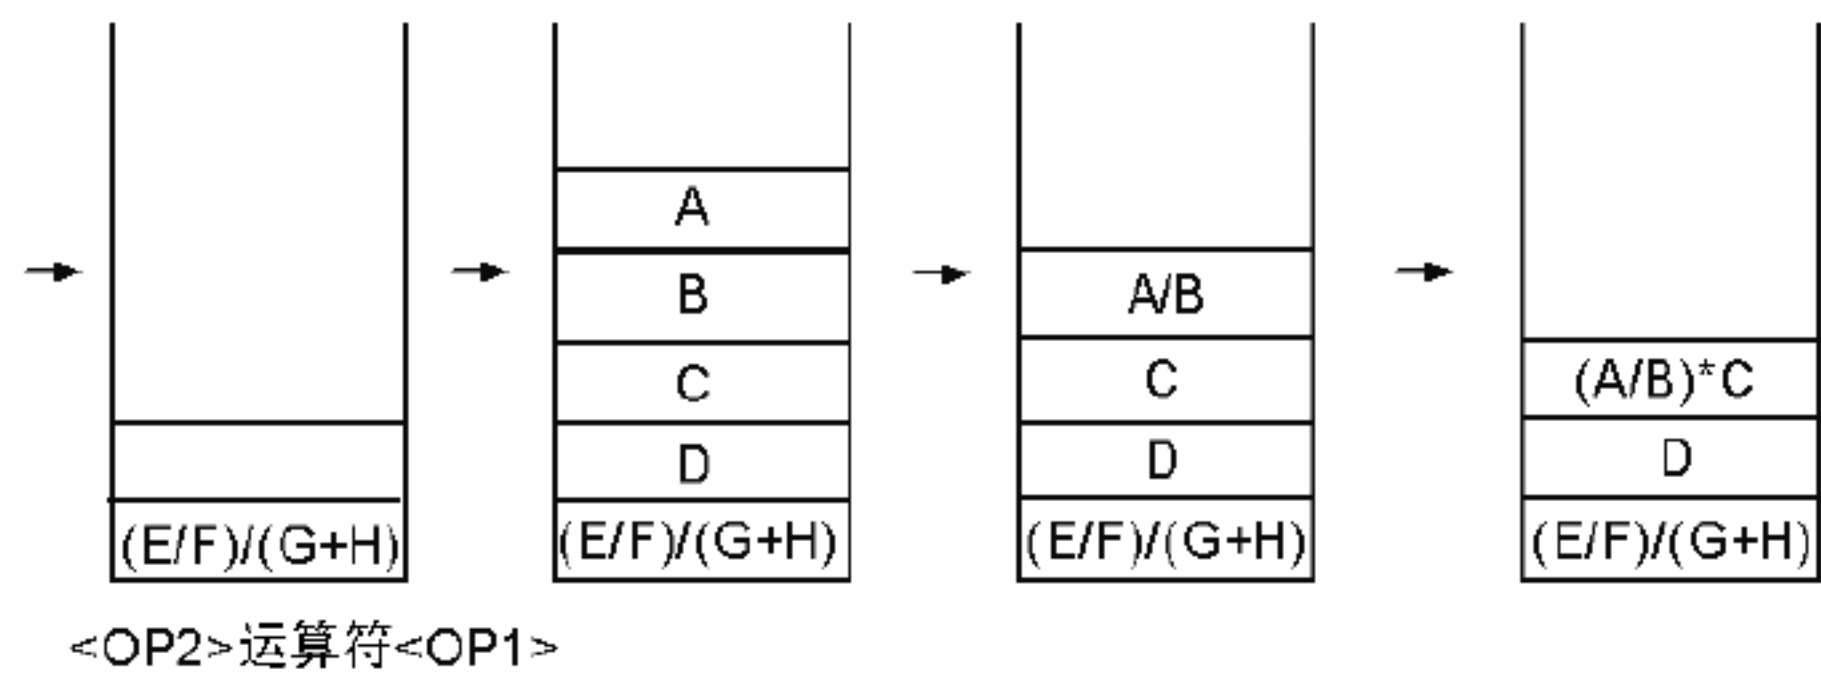 A
B
C
D
(E/F)/(G+H)
(E/F)/(G+H)
A/B
C
D
(E/F)/(G+H)
(A/B)*C
D
(E/F)/(G+H)
<OP2>运算符<OP1>